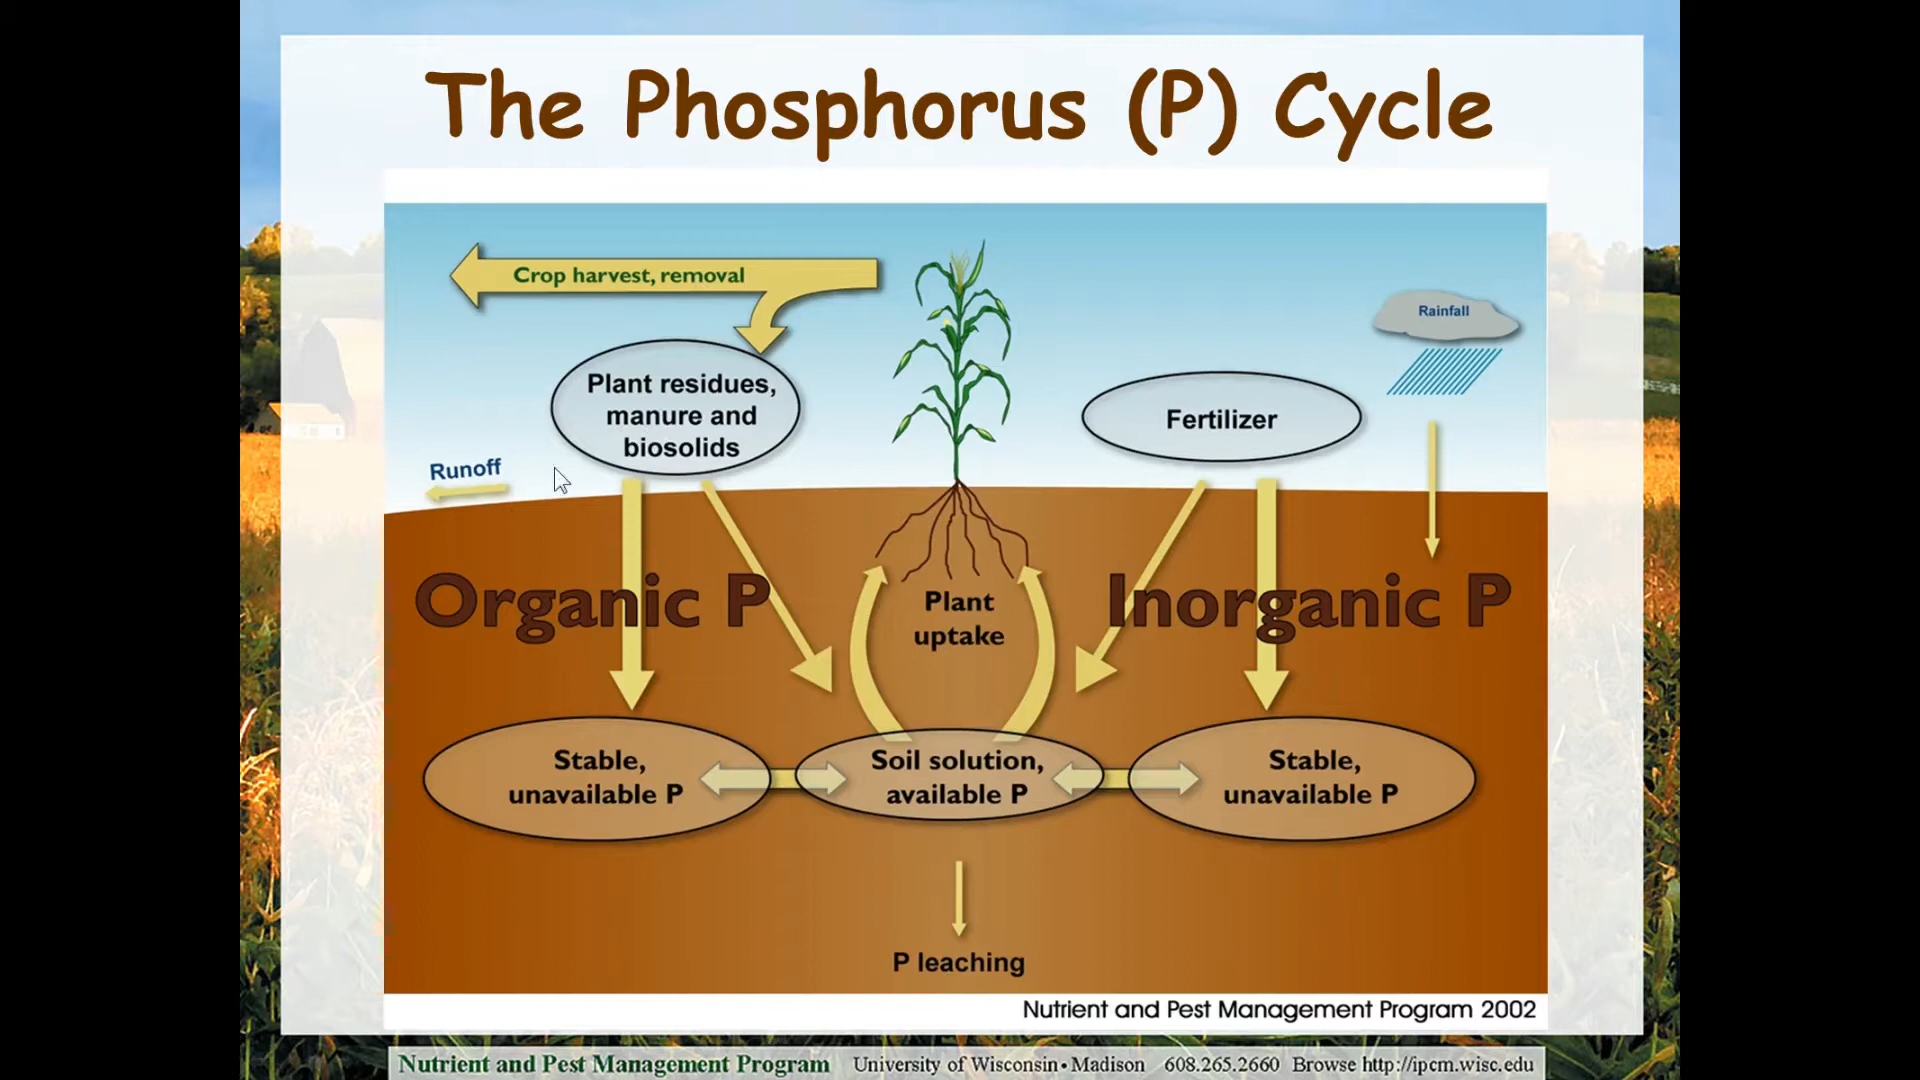 The Phosphorus (P) Cycle
Crop harvest, removal
Rainfall
Plant residues,
manure and
biosolids
Fertilizer
Runoff
Organic P
Plant
uptake
Inorganic P
Stable,
unavailable P
Soil solution,
available P
Stable,
unavailable P
P leaching
Nutrient and Pest Management Program 2002
Nutrient and Pest Management Program University of Wisconsin•Madison 608.265.2660 Browse http://ipcm.wisc.edu